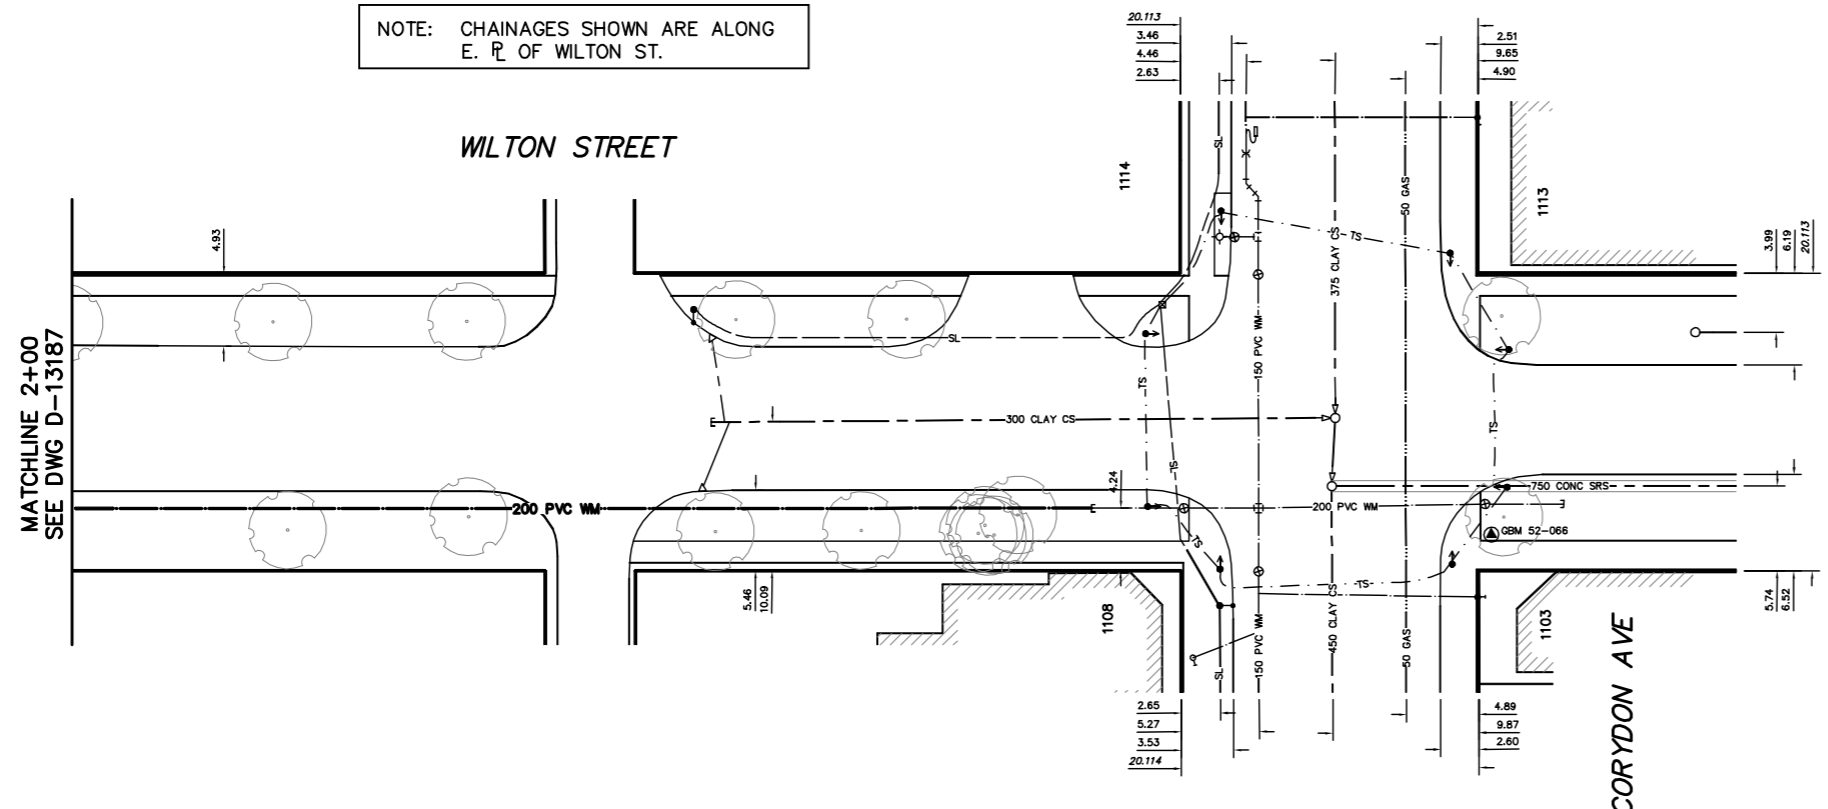 NOTE: CHAINAGES SHOWN ARE ALONG
E. ⅊ OF WILTON ST.
20.113
3.46
4.46
2.63
2.51
9.65
4.90
WILTON STREET
1114
SL
50 GAS
1113
4.93
TS
375 CLAY CS
3.99
6.19
20.113
MATCHLINE 2+00
SEE DWG D-13187
SL
150 PVC WM
TS
300 CLAY CS
TS
TS
4.24
750 CONC SRS
200 PVC WM
200 PVC WM
GBM 52-066
TS
TS
5.46
10.09
1108
150 PVC WM
450 CLAY CS
50 GAS
1103
5.74
6.52
SL
CORYDON AVE
2.65
5.27
3.53
20.114
4.89
9.87
2.60